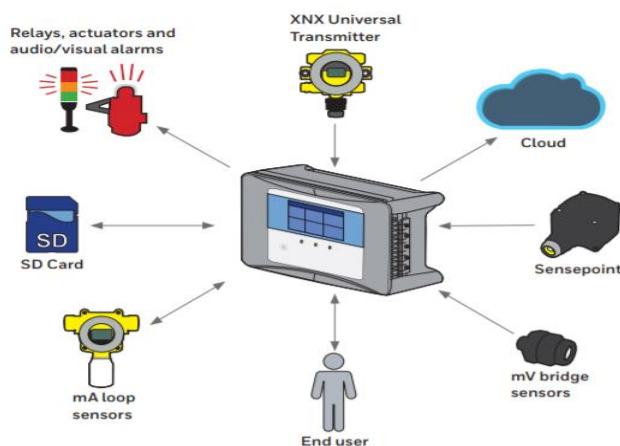 XNX Universal
Transmitter
Relays, actuators and
audio/visual alarms
Cloud
SD
SD Card
Sensepoint
mA loop
sensors
mV bridge
sensors
End user